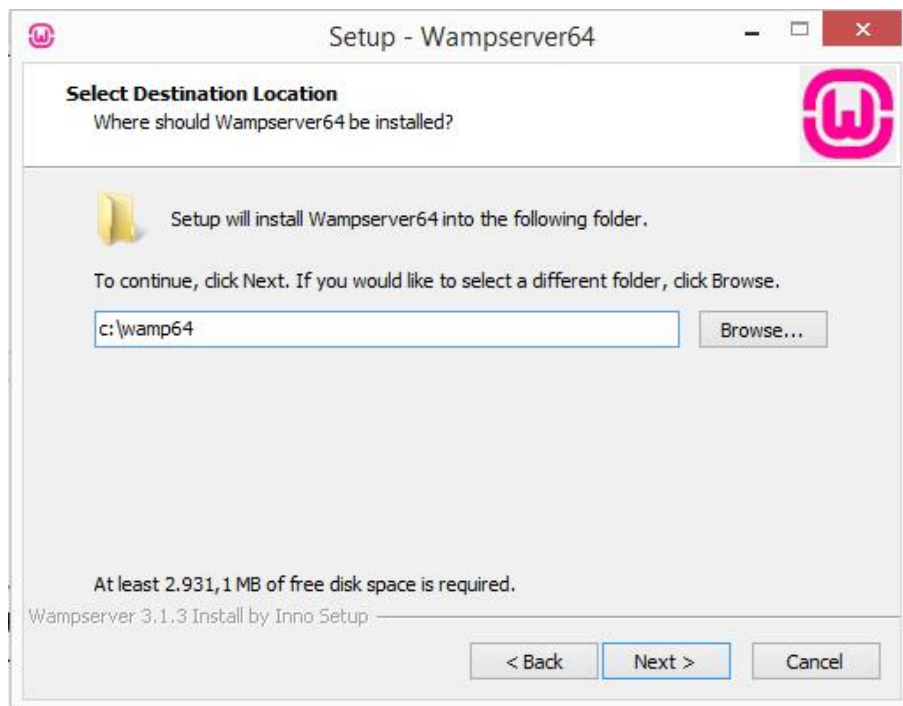 Setup - Wampserver64
Select Destination Location
Where should Wampserver64 be installed?
Setup will install Wampserver64 into the following folder.
To continue, click Next. If you would like to select a different folder, click Browse.
c:\wamp64
Browse...
At least 2.931,1 MB of free disk space is required.
Wampserver 3.1.3 Install by Inno Setup
< Back
Next >
Cancel